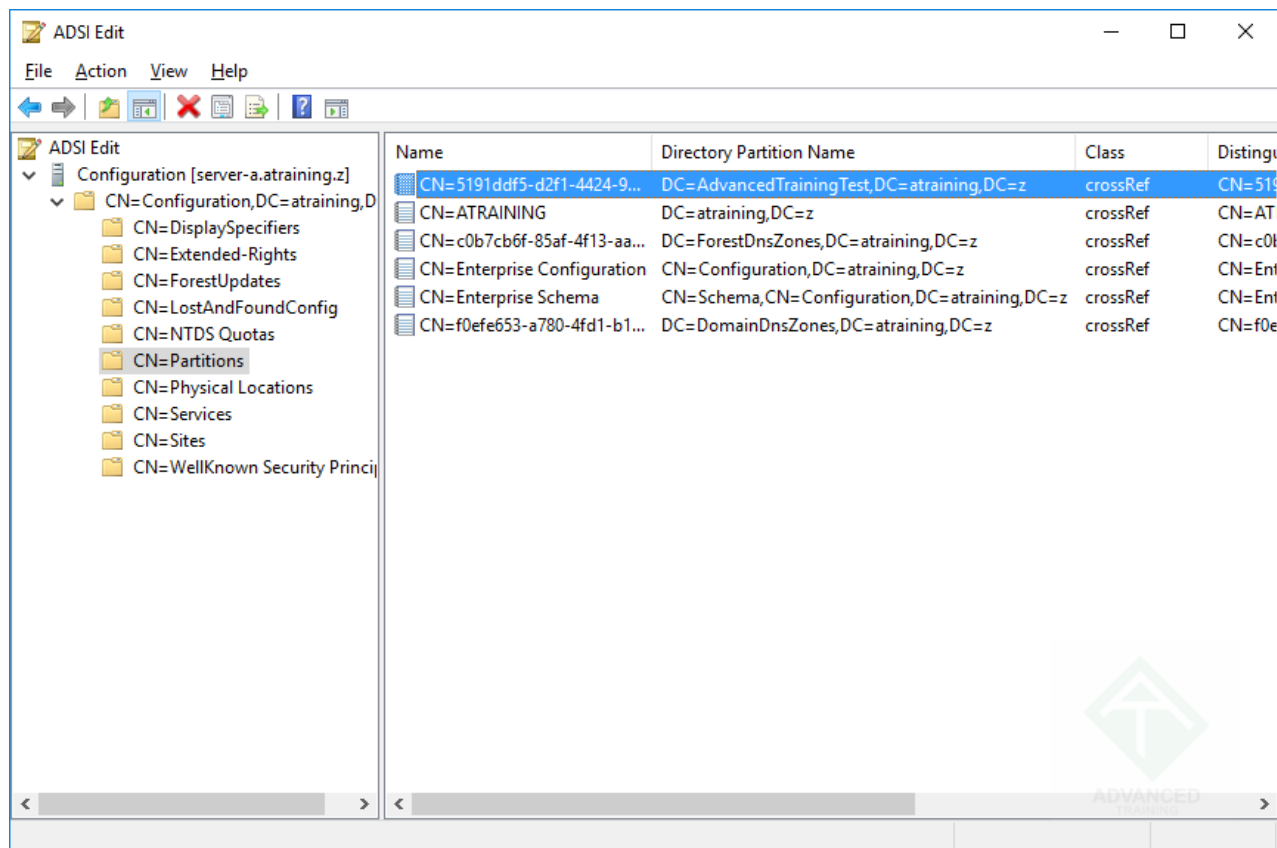 ADSI Edit
File Action View Help
ADSI Edit
Configuration [server-a.atraining.z]
CN=Configuration,DC=atraining,D
CN=DisplaySpecifiers
CN=Extended-Rights
CN=ForestUpdates
CN=LostAndFoundConfig
CN=NTDS Quotas
CN=Partitions
CN=Physical Locations
CN=Services
CN=Sites
CN=WellKnown Security Princip
Name Directory Partition Name Class Distingu
CN=5191ddf5-d2f1-4424-9... DC=AdvancedTrainingTest,DC=atraining,DC=z crossRef CN=519
CN=ATRAINING DC=atraining,DC=z crossRef CN=AT
CN=c0b7cb6f-85af-4f13-aa... DC=ForestDnsZones,DC=atraining,DC=z crossRef CN=c0b
CN=Enterprise Configuration CN=Configuration,DC=atraining,DC=z crossRef CN=Ent
CN=Enterprise Schema CN=Schema,CN=Configuration,DC=atraining,DC=z crossRef CN=Ent
CN=f0efe653-a780-4fd1-b1... DC=DomainDnsZones,DC=atraining,DC=z crossRef CN=f0e
ADVANCED
TRAINING